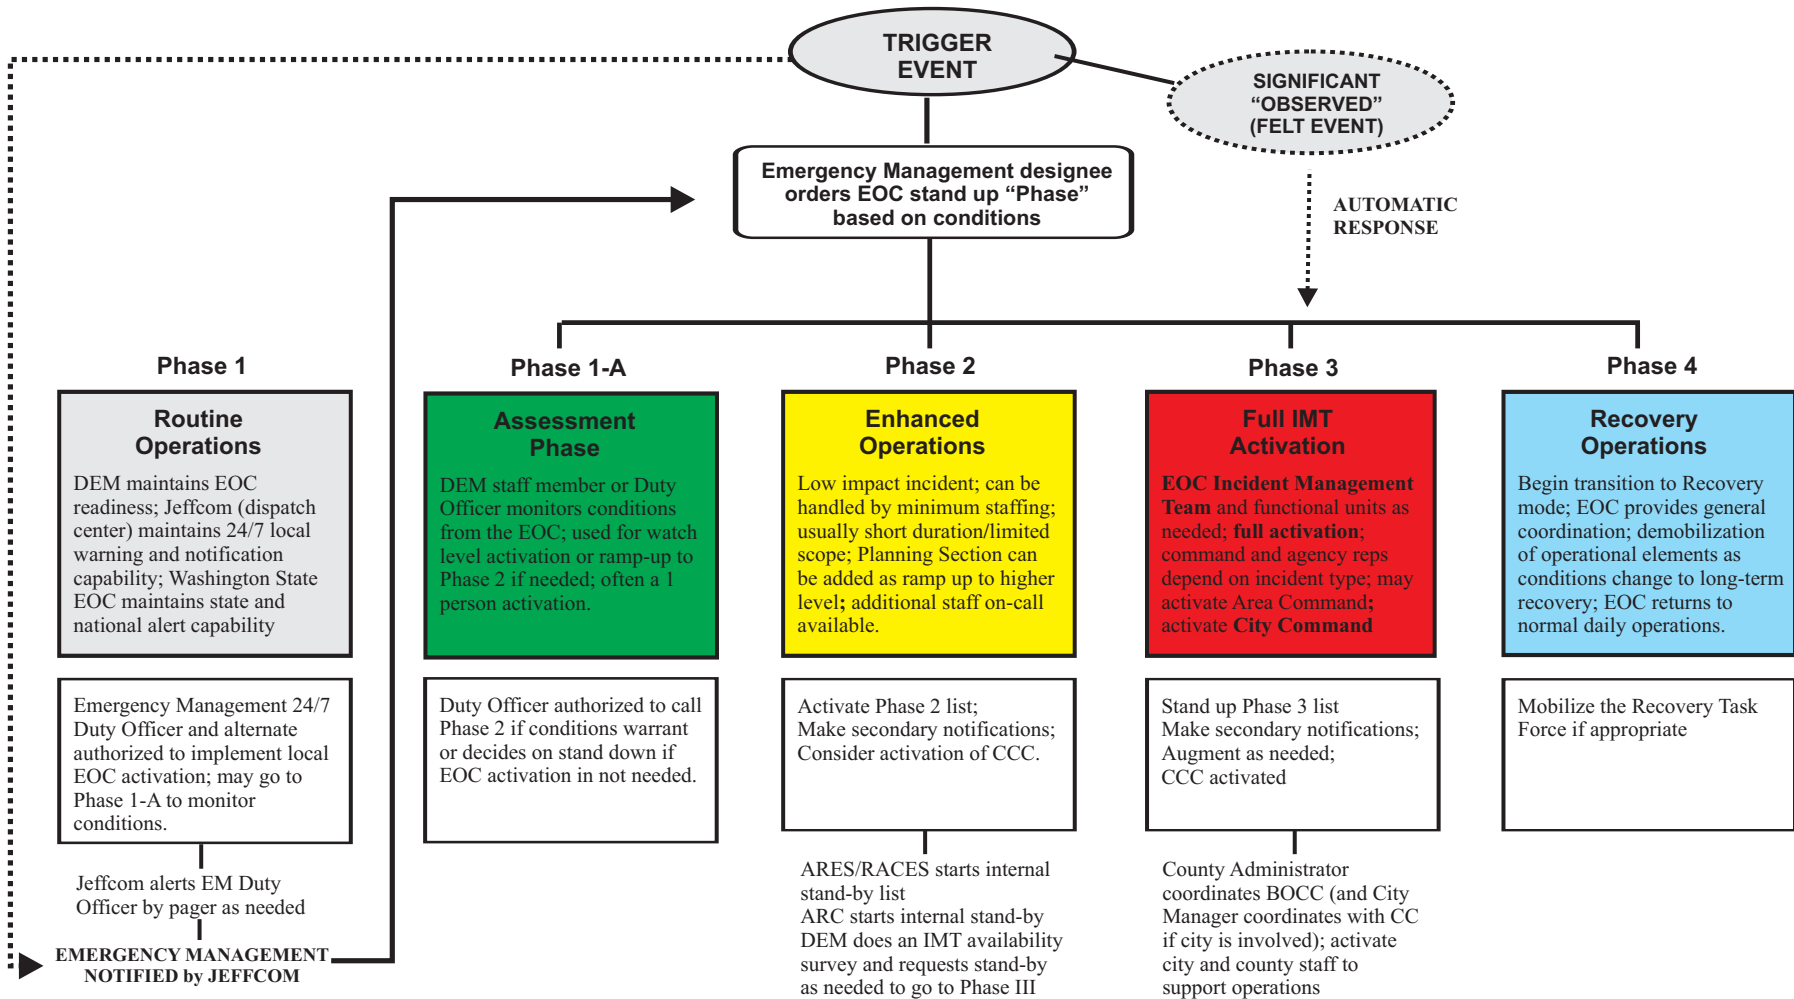 TRIGGER
EVENT
SIGNIFICANT
“OBSERVED”
(FELT EVENT)
Emergency Management designee
orders EOC stand up “Phase”
based on conditions
AUTOMATIC
RESPONSE
Phase 1
Routine
Operations
DEM maintains EOC
readiness; Jeffcom (dispatch
center) maintains 24/7 local
warning and notification
capability; Washington State
EOC maintains state and
national alert capability
Emergency Management 24/7
Duty Officer and alternate
authorized to implement local
EOC activation; may go to
Phase 1-A to monitor
conditions.
Jeffcom alerts EM Duty
Officer by pager as needed
EMERGENCY MANAGEMENT
NOTIFIED by JEFFCOM
Phase 1-A
Assessment
Phase
DEM staff member or Duty
Officer monitors conditions
from the EOC; used for watch
level activation or ramp-up to
Phase 2 if needed; often a 1
person activation.
Duty Officer authorized to call
Phase 2 if conditions warrant
or decides on stand down if
EOC activation in not needed.
Phase 2
Enhanced
Operations
Low impact incident; can be
handled by minimum staffing;
usually short duration/limited
scope; Planning Section can
be added as ramp up to higher
level; additional staff on-call
available.
Activate Phase 2 list;
Make secondary notifications;
Consider activation of CCC.
ARES/RACES starts internal
stand-by list
ARC starts internal stand-by
DEM does an IMT availability
survey and requests stand-by
as needed to go to Phase III
Phase 3
Full IMT
Activation
EOC Incident Management
Team and functional units as
needed; full activation;
command and agency reps
depend on incident type; may
activate Area Command;
activate City Command
Stand up Phase 3 list
Make secondary notifications;
Augment as needed;
CCC activated
County Administrator
coordinates BOCC (and City
Manager coordinates with CC
if city is involved); activate
city and county staff to
support operations
Phase 4
Recovery
Operations
Begin transition to Recovery
mode; EOC provides general
coordination; demobilization
of operational elements as
conditions change to long-term
recovery; EOC returns to
normal daily operations.
Mobilize the Recovery Task
Force if appropriate